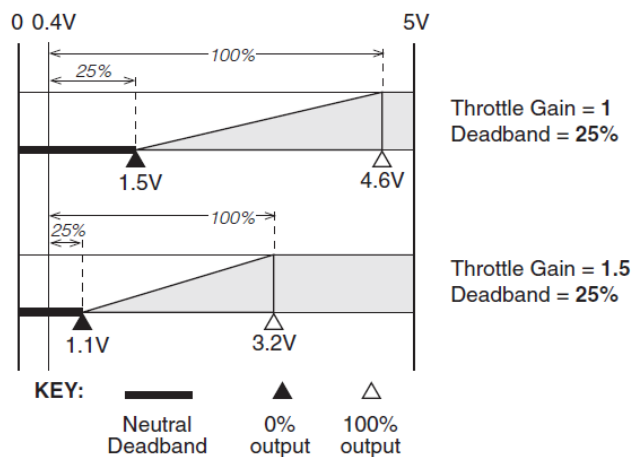 0 0.4V 5V
100%
25%
Throttle Gain = 1
Deadband = 25%
1.5V 4.6V
100%
25%
Throttle Gain = 1.5
Deadband = 25%
1.1V 3.2V
KEY:
Neutral Deadband
0% output
100% output